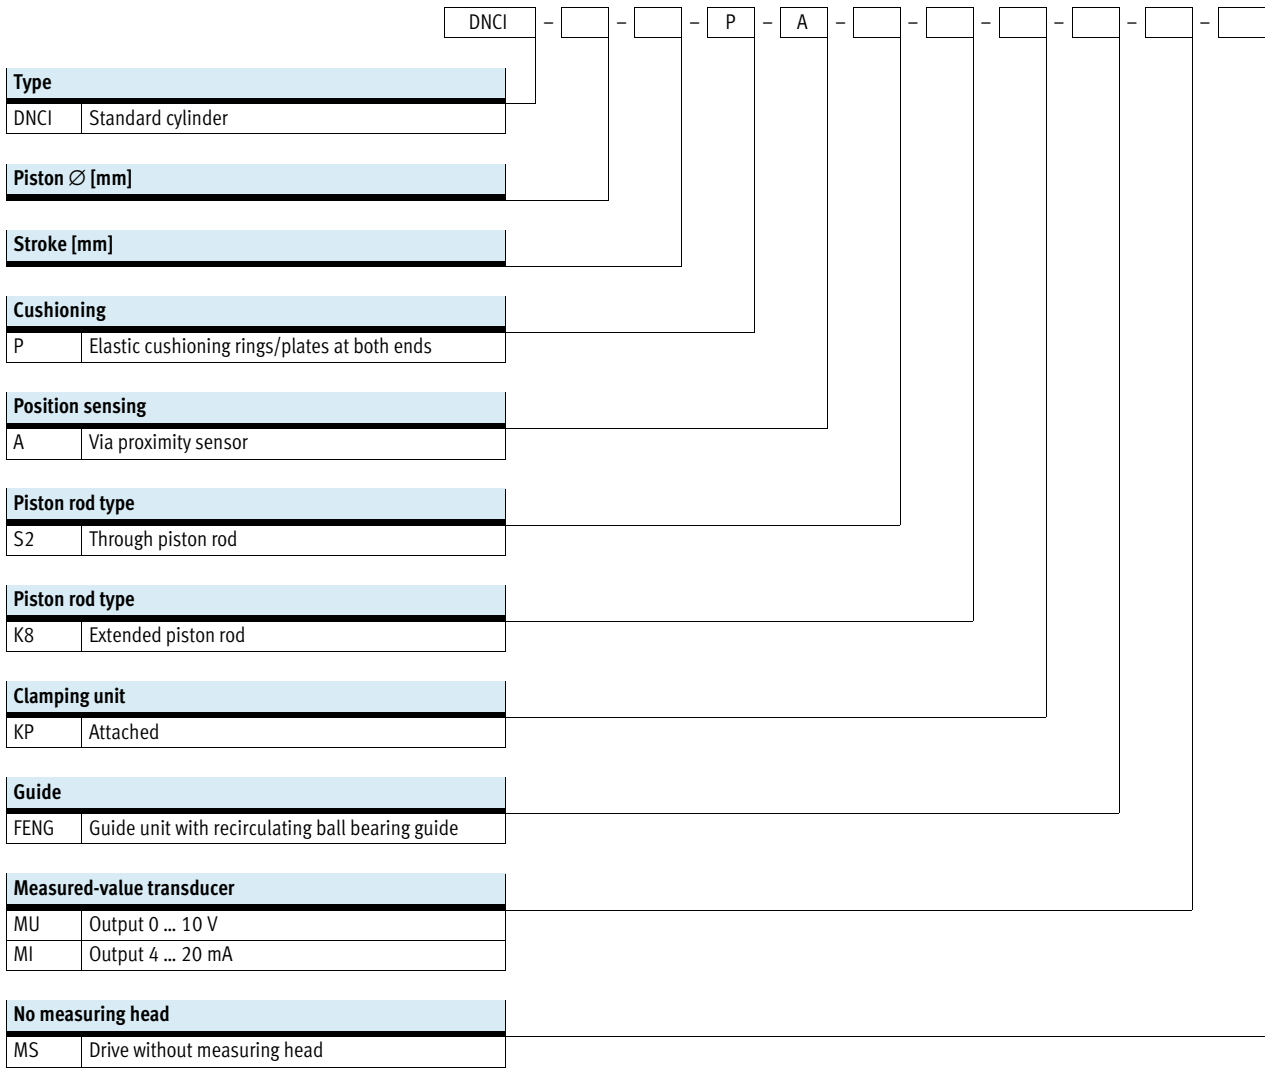 DNCI – – – P – A – – – – – –
Type
DNCI Standard cylinder
Piston ∅ [mm]
Stroke [mm]
Cushioning
P Elastic cushioning rings/plates at both ends
Position sensing
A Via proximity sensor
Piston rod type
S2 Through piston rod
Piston rod type
K8 Extended piston rod
Clamping unit
KP Attached
Guide
FENG Guide unit with recirculating ball bearing guide
Measured-value transducer
MU Output 0 ... 10 V
MI Output 4 ... 20 mA
No measuring head
MS Drive without measuring head